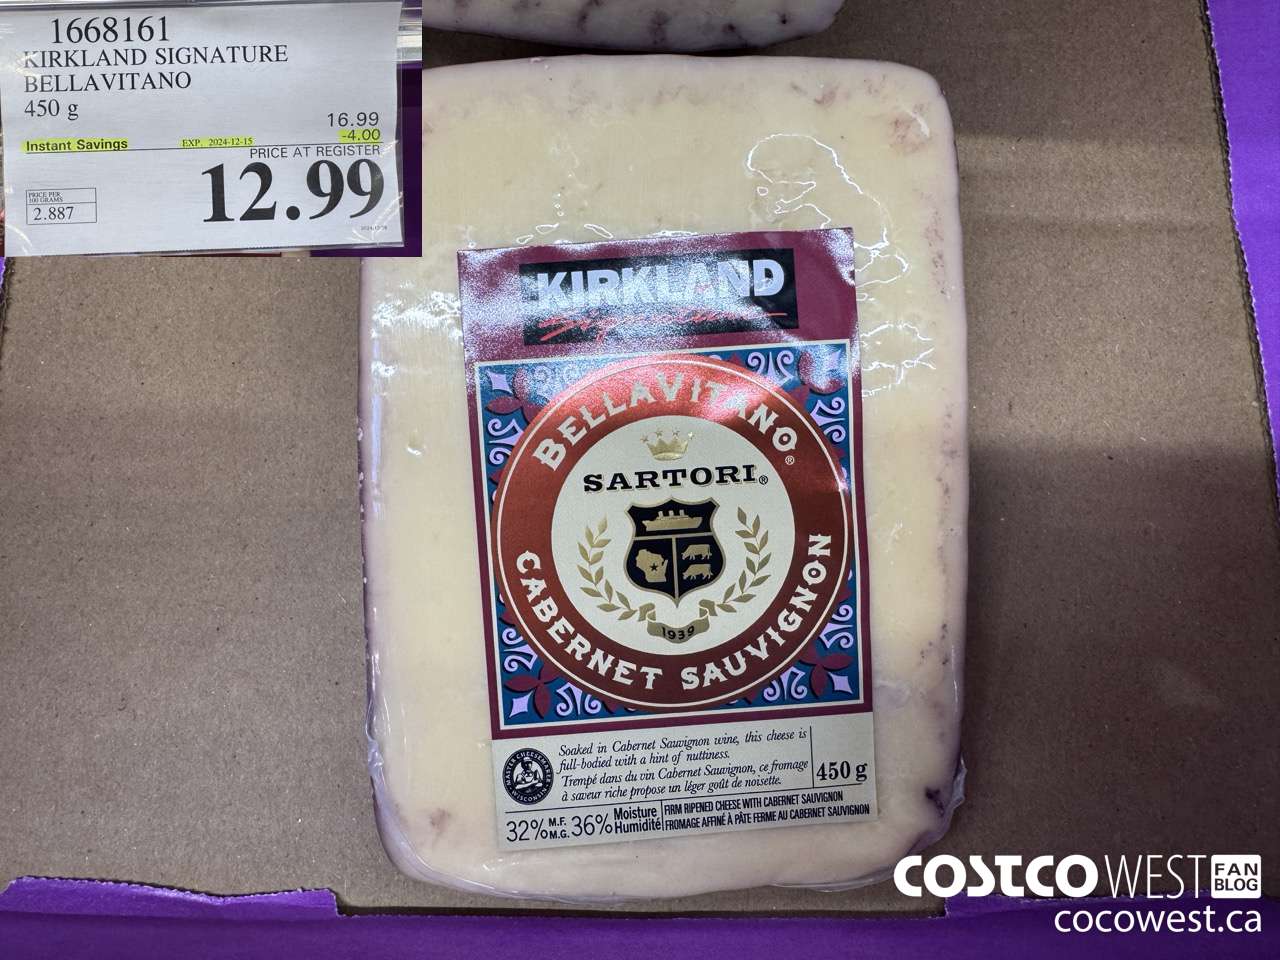 1668161
KIRKLAND SIGNATURE
BELLAVITANO
450 g
16.99
-4.00
Instant Savings EXP. 2024-12-15
PRICE AT REGISTER
12.99
PRICE PER
100 GRAMS
2.887
KIRKLAND
Signature
BELLAVITANO®
SARTORI®
1939
CABERNET SAUVIGNON
MASTER CHEESEMAKER
WISCONSIN
Soaked in Cabernet Sauvignon wine, this cheese is
full-bodied with a hint of nuttiness.
Trempé dans du vin Cabernet Sauvignon, ce fromage
à saveur riche propose un léger goût de noisette.
450 g
32% M.F. M.G. 36% Moisture Humidité
FIRM RIPENED CHEESE WITH CABERNET SAUVIGNON
FROMAGE AFFINÉ À PÂTE FERME AU CABERNET SAUVIGNON
COSTCO WEST FAN BLOG
cocowest.ca